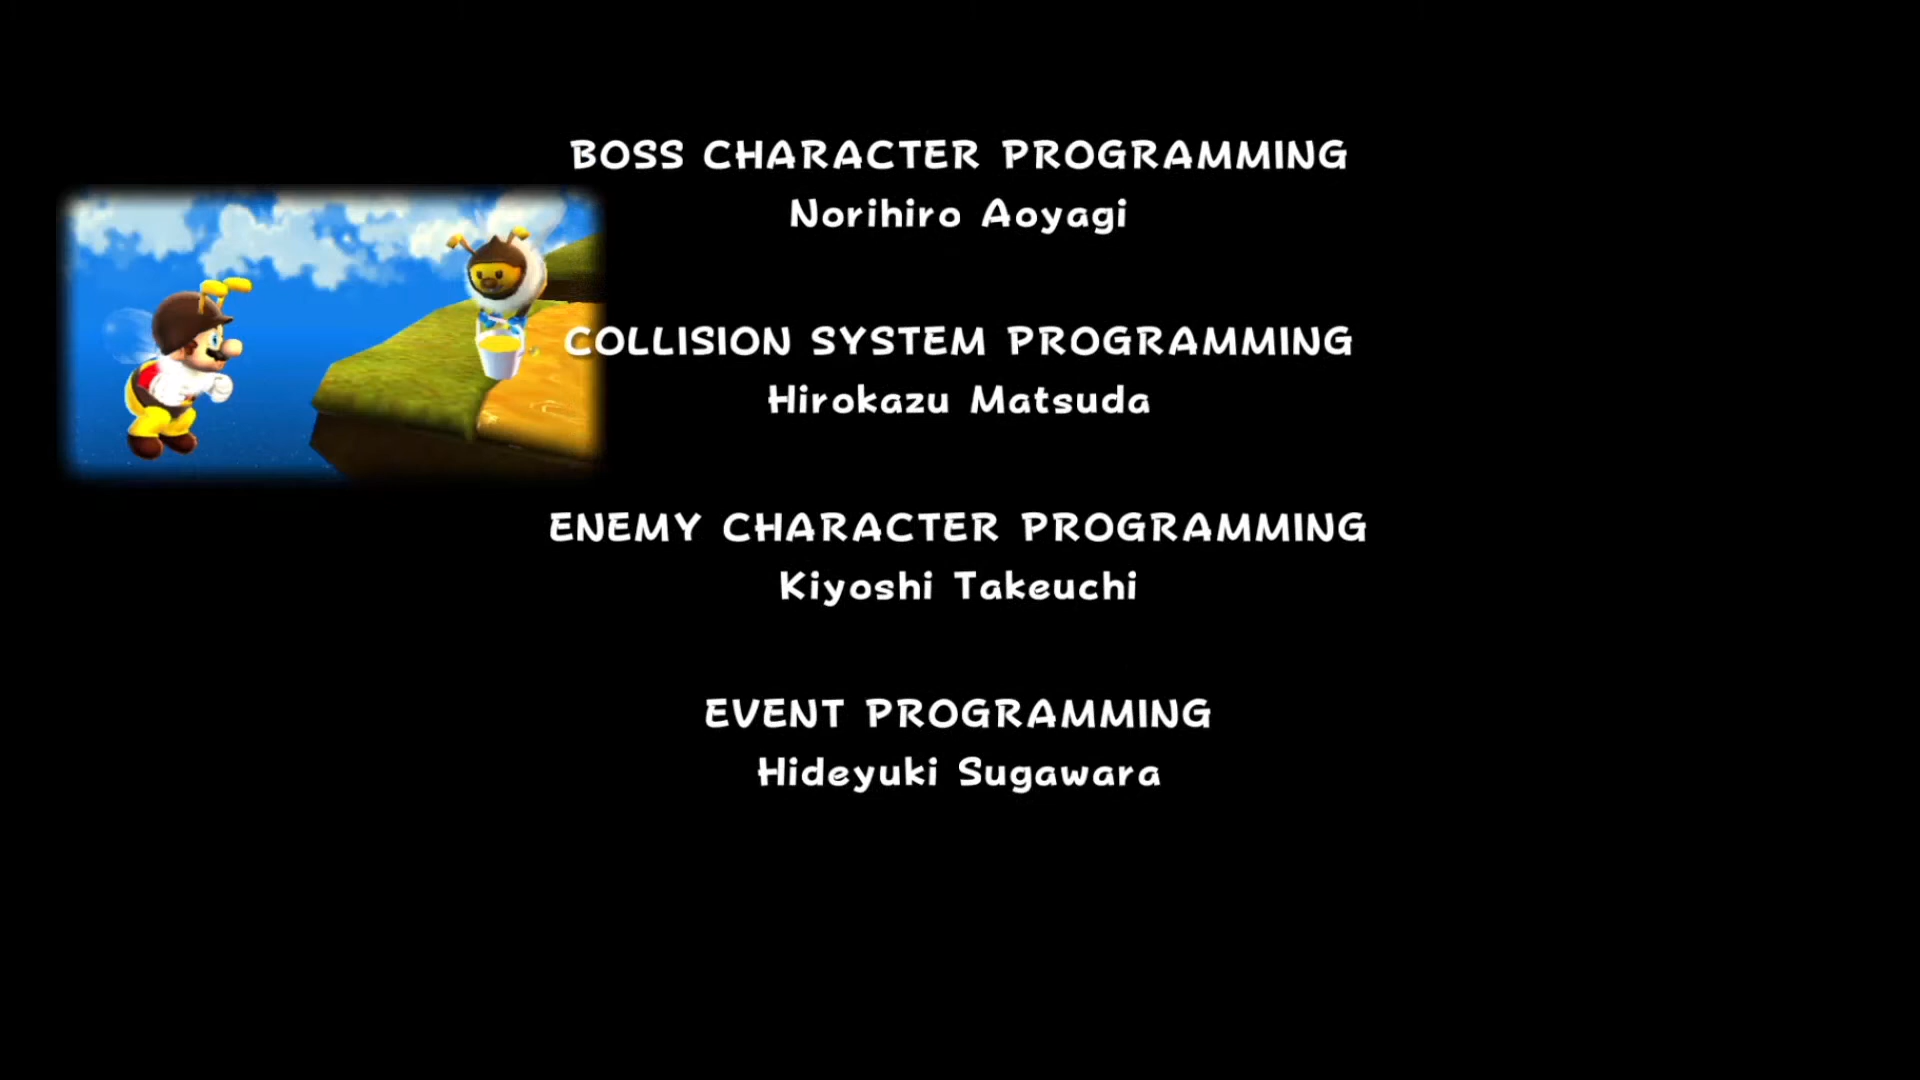 BOSS CHARACTER PROGRAMMING
Norihiro Aoyagi
COLLISION SYSTEM PROGRAMMING
Hirokazu Matsuda
ENEMY CHARACTER PROGRAMMING
Kiyoshi Takeuchi
EVENT PROGRAMMING
Hideyuki Sugawara